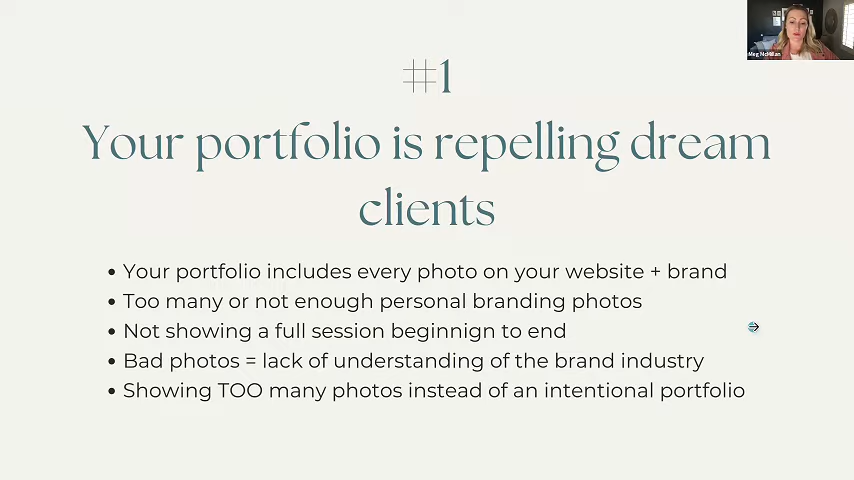 Meg McMillan
#1
Your portfolio is repelling dream
clients
• Your portfolio includes every photo on your website + brand
• Too many or not enough personal branding photos
• Not showing a full session beginnign to end
• Bad photos = lack of understanding of the brand industry
• Showing TOO many photos instead of an intentional portfolio